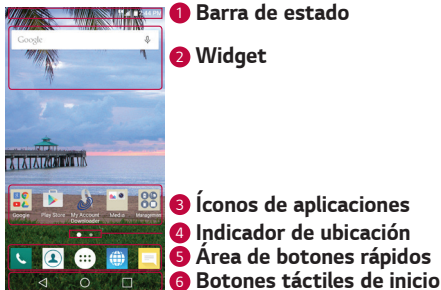 Google
1 Barra de estado
2 Widget
Google
Play Store
My Account Downloader
Media
Management
3 Íconos de aplicaciones
4 Indicador de ubicación
5 Área de botones rápidos
6 Botones táctiles de inicio